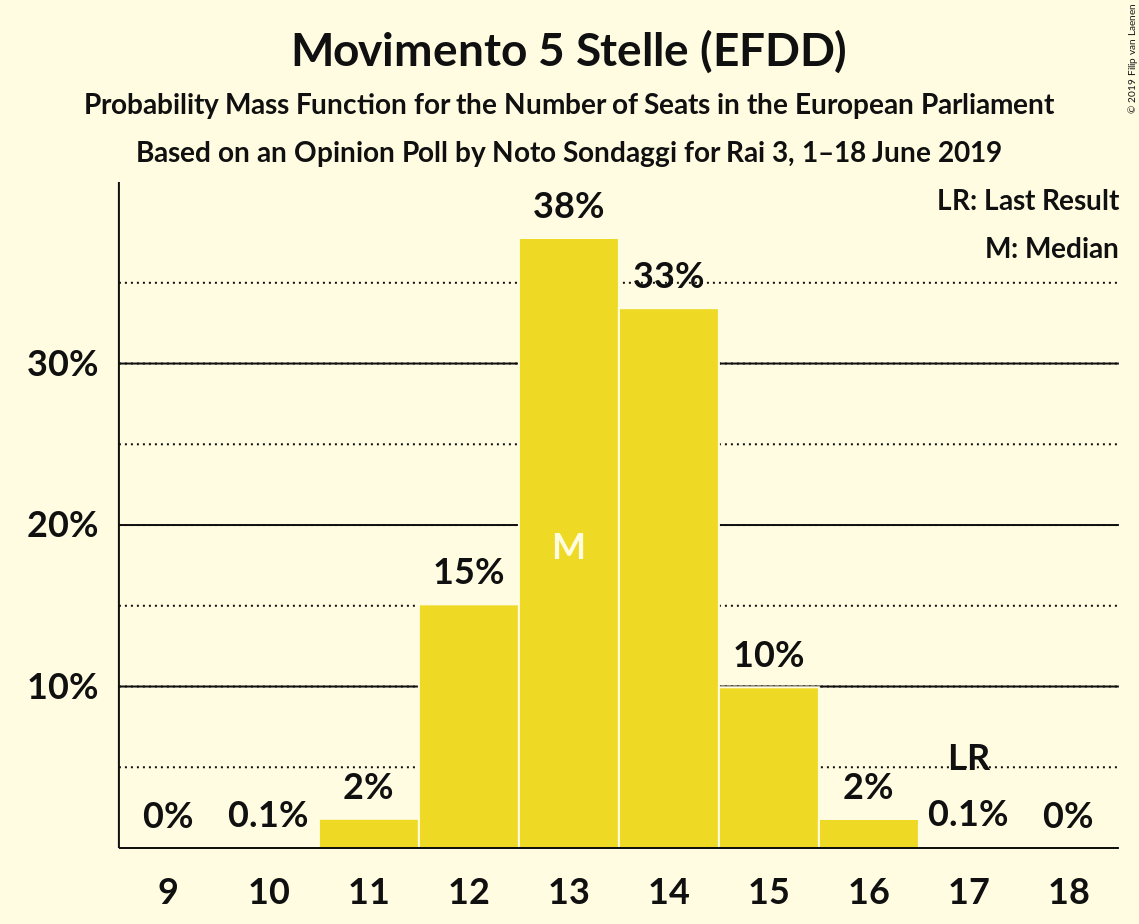 Movimento 5 Stelle (EFDD)
Probability Mass Function for the Number of Seats in the European Parliament
Based on an Opinion Poll by Noto Sondaggi for Rai 3, 1–18 June 2019
© 2019 Filip van Laenen
LR: Last Result
M: Median
38%
33%
30%
20%
M
15%
10%
10%
LR
2%
2%
0%
0.1%
0.1%
0%
9 10 11 12 13 14 15 16 17 18